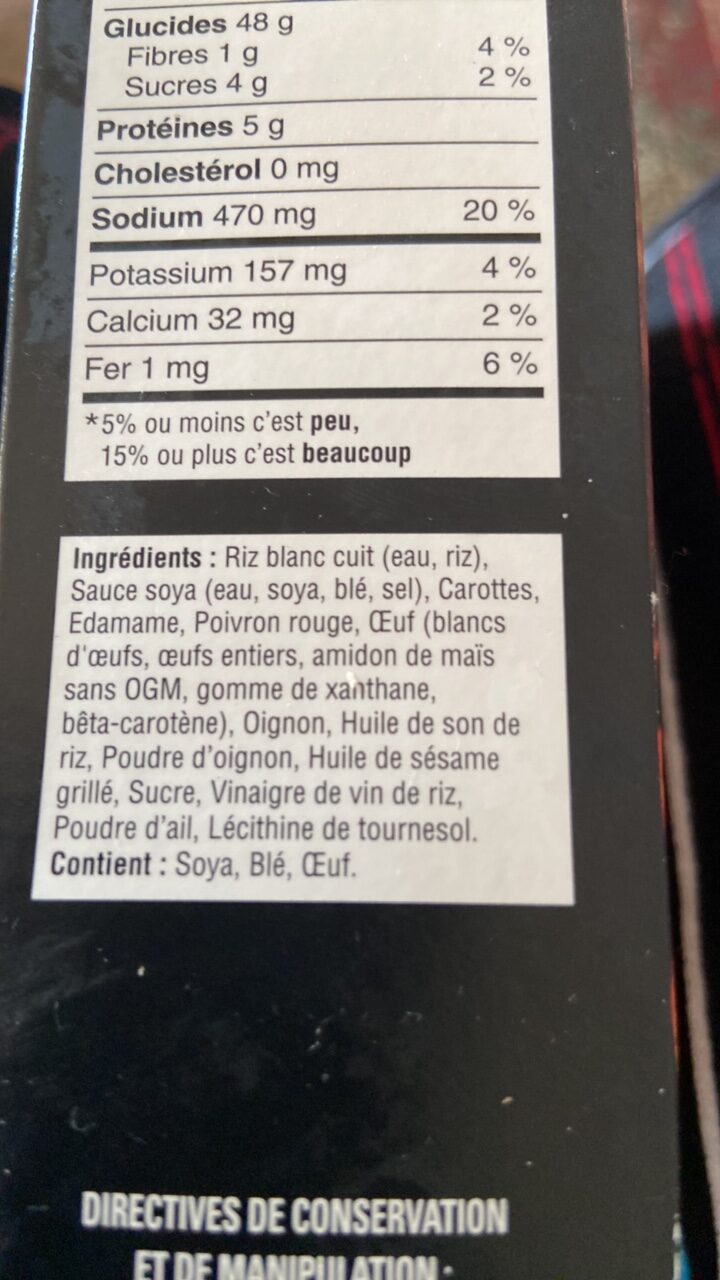 Glucides 48 g
Fibres 1 g 4 %
Sucres 4 g 2 %
Protéines 5 g
Cholestérol 0 mg
Sodium 470 mg 20 %
Potassium 157 mg 4 %
Calcium 32 mg 2 %
Fer 1 mg 6 %
*5% ou moins c'est peu,
15% ou plus c'est beaucoup
Ingrédients : Riz blanc cuit (eau, riz),
Sauce soya (eau, soya, blé, sel), Carottes,
Edamame, Poivron rouge, Œuf (blancs
d'œufs, œufs entiers, amidon de maïs
sans OGM, gomme de xanthane,
bêta-carotène), Oignon, Huile de son de
riz, Poudre d'oignon, Huile de sésame
grillé, Sucre, Vinaigre de vin de riz,
Poudre d'ail, Lécithine de tournesol.
Contient : Soya, Blé, Œuf.
DIRECTIVES DE CONSERVATION
ET DE MANIPULATION :